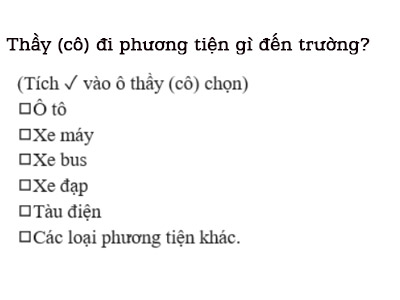 Thầy (cô) đi phương tiện gì đến trường?
(Tích ✓ vào ô thầy (cô) chọn)
☐Ô tô
☐Xe máy
☐Xe bus
☐Xe đạp
☐Tàu điện
☐Các loại phương tiện khác.